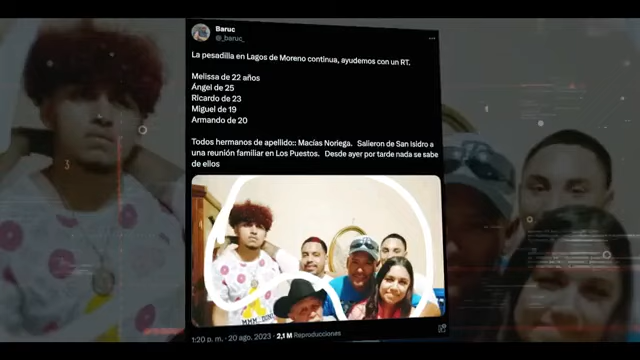 Baruc
@_baruc_
La pesadilla en Lagos de Moreno continua, ayudemos con un RT.
Melissa de 22 años
Ángel de 25
Ricardo de 23
Miguel de 19
Armando de 20
Todos hermanos de apellido:: Macías Noriega. Salieron de San Isidro a
una reunión familiar en Los Puestos. Desde ayer por tarde nada se sabe
de ellos
1:20 p. m. · 20 ago. 2023 · 2,1 M Reproducciones